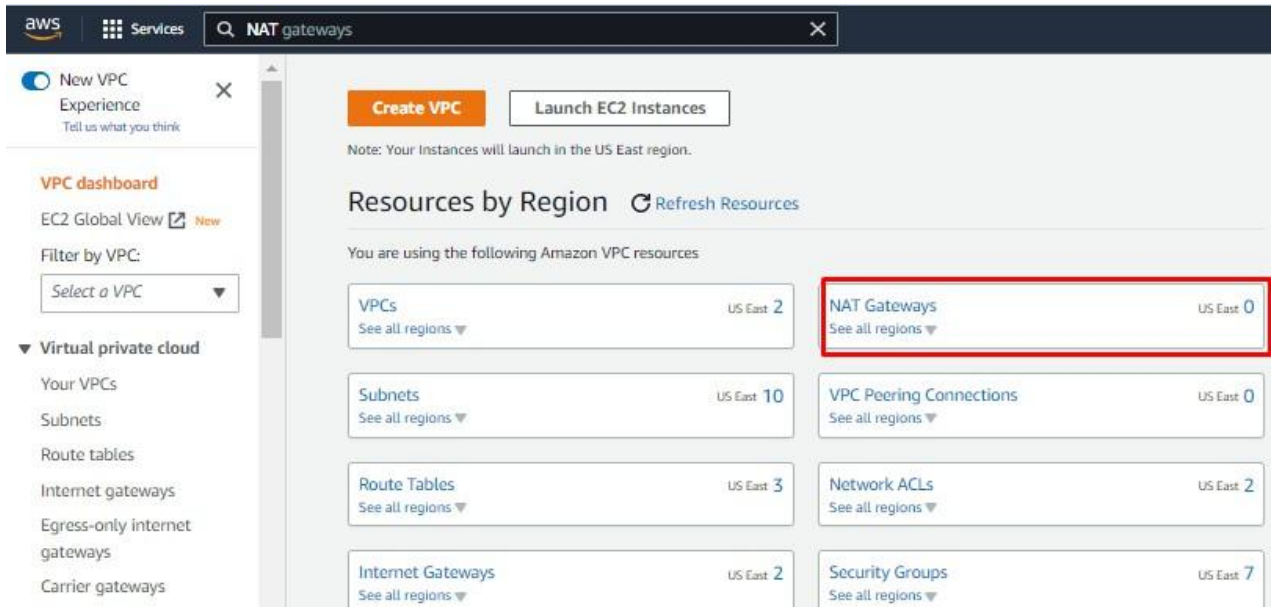 aws
Services
NAT gateways
New VPC
Experience
Tell us what you think
VPC dashboard
EC2 Global View New
Filter by VPC:
Select a VPC
Virtual private cloud
Your VPCs
Subnets
Route tables
Internet gateways
Egress-only internet
gateways
Carrier gateways
Create VPC
Launch EC2 Instances
Note: Your Instances will launch in the US East region.
Resources by Region Refresh Resources
You are using the following Amazon VPC resources
VPCs US East 2
See all regions
NAT Gateways US East 0
See all regions
Subnets US East 10
See all regions
VPC Peering Connections US East 0
See all regions
Route Tables US East 3
See all regions
Network ACLs US East 2
See all regions
Internet Gateways US East 2
See all regions
Security Groups US East 7
See all regions